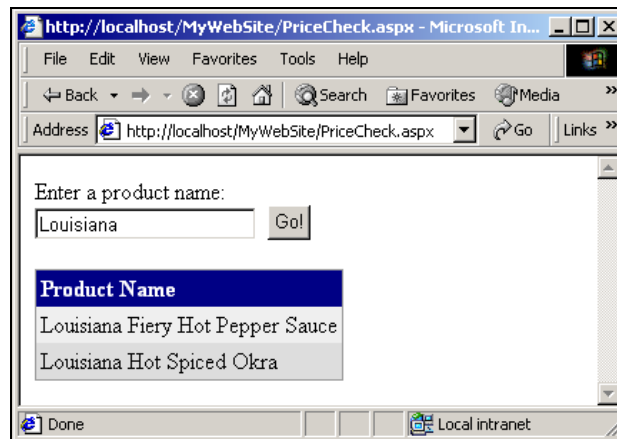 http://localhost/MyWebSite/PriceCheck.aspx - Microsoft In...
File Edit View Favorites Tools Help
Back Search Favorites Media »
Address http://localhost/MyWebSite/PriceCheck.aspx Go Links »
Enter a product name:
Louisiana Go!
Product Name
Louisiana Fiery Hot Pepper Sauce
Louisiana Hot Spiced Okra
Done Local intranet